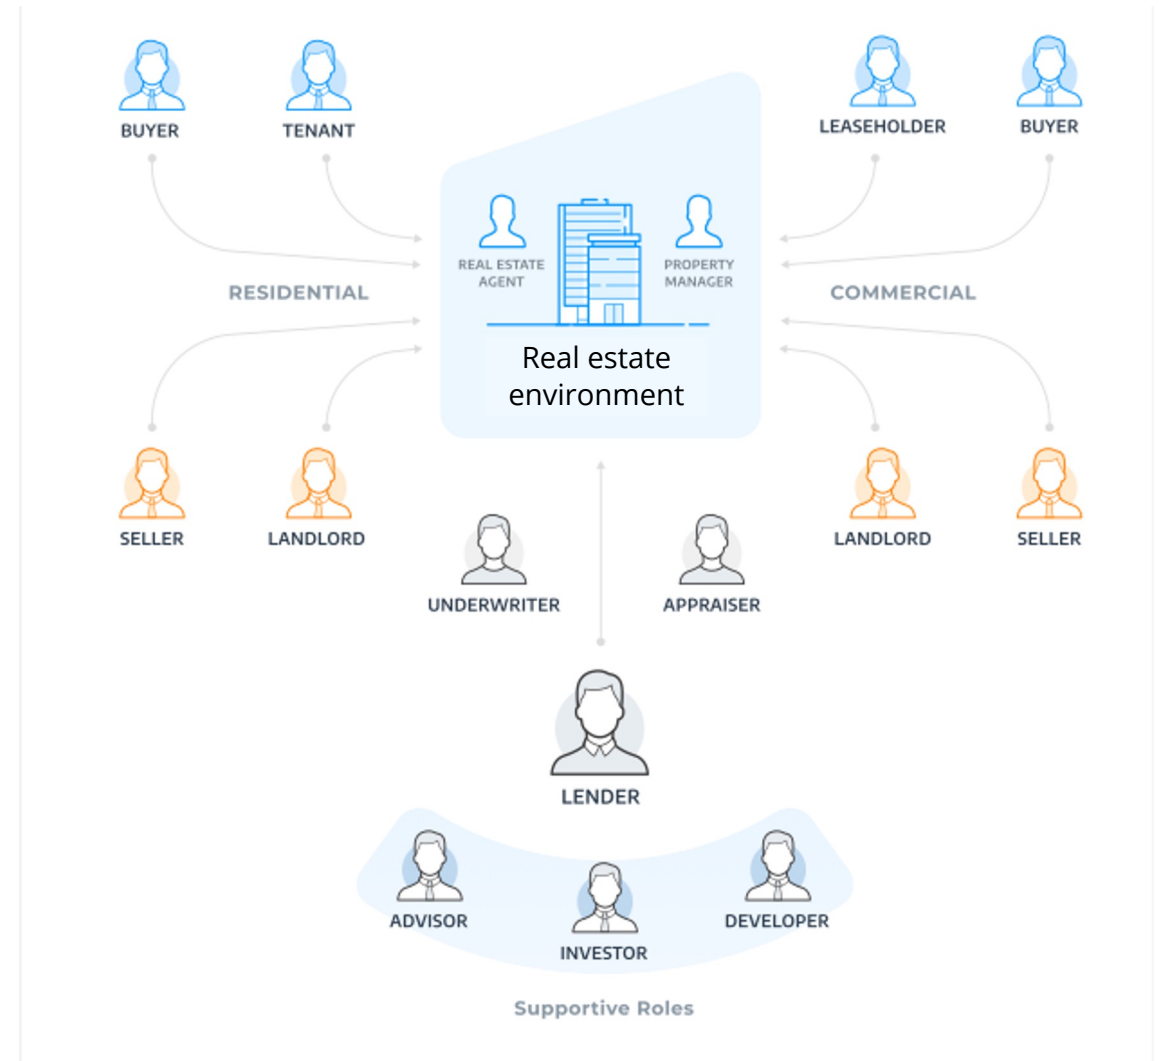 BUYER
TENANT
LEASEHOLDER
BUYER
REAL ESTATE
AGENT
PROPERTY
MANAGER
RESIDENTIAL
COMMERCIAL
Real estate
environment
SELLER
LANDLORD
LANDLORD
SELLER
UNDERWRITER
APPRAISER
LENDER
ADVISOR
INVESTOR
DEVELOPER
Supportive Roles